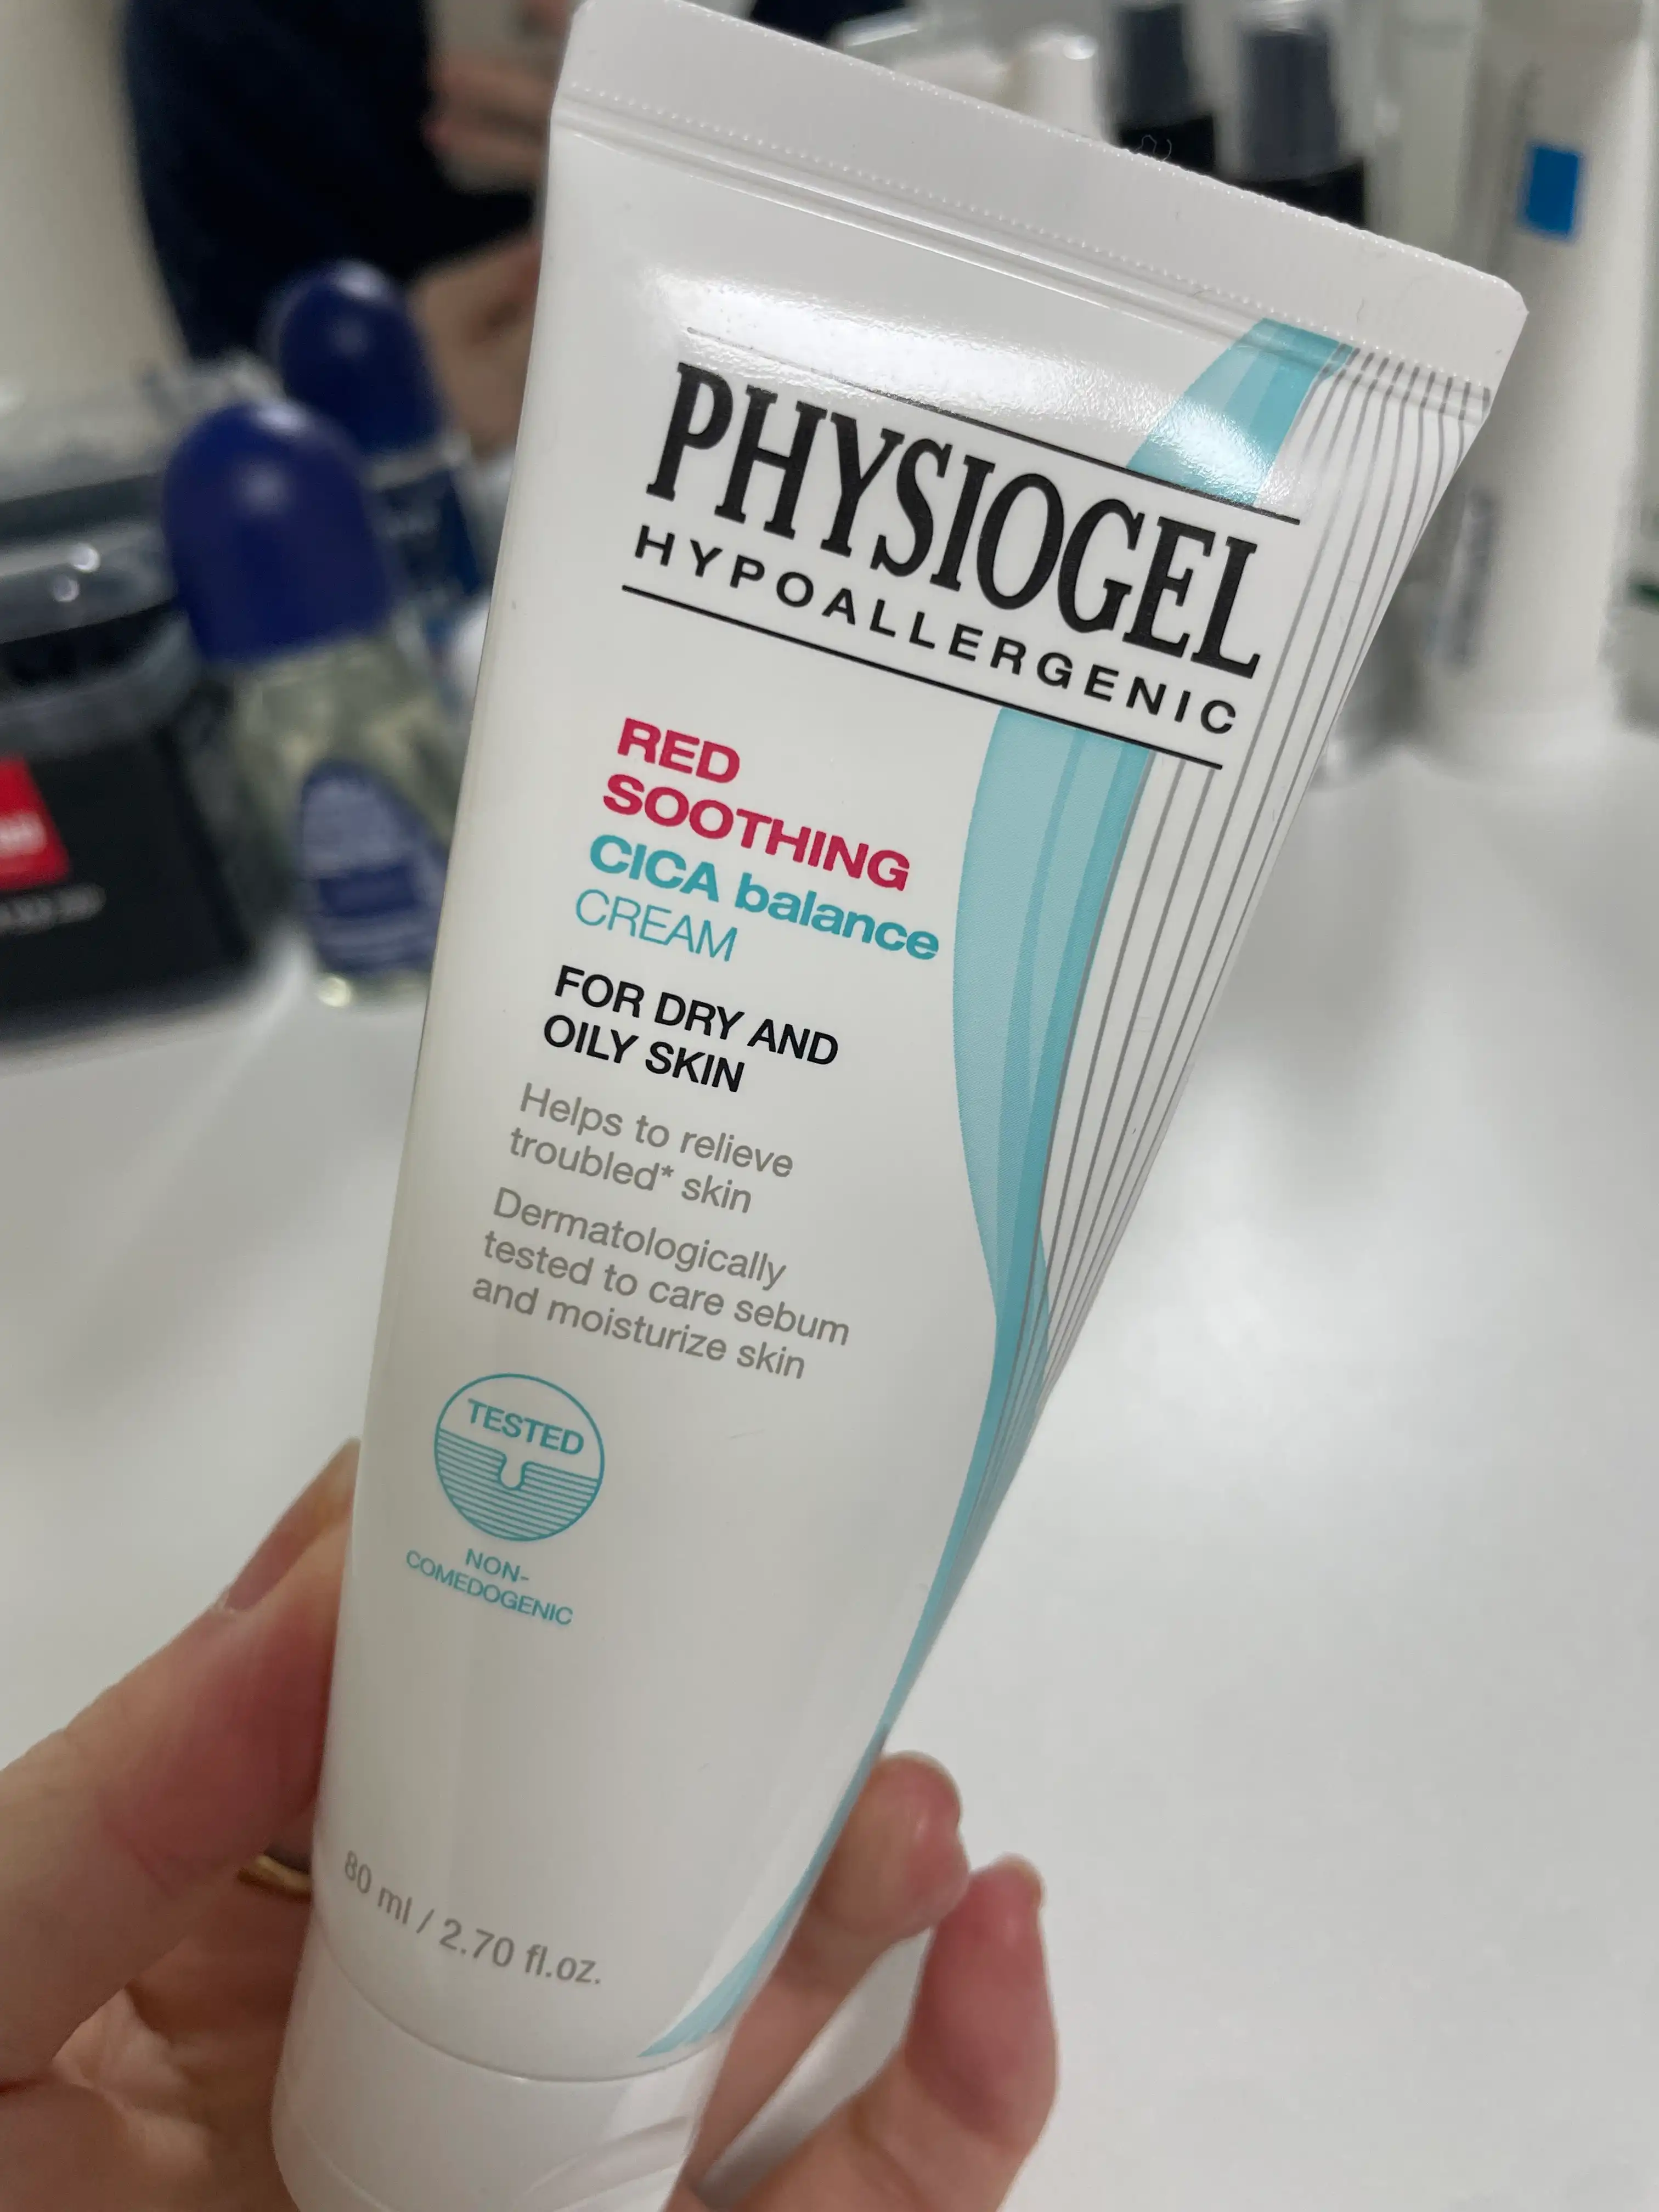 PHYSIOGEL
HYPOALLERGENIC
RED
SOOTHING
CICA balance
CREAM
FOR DRY AND
OILY SKIN
Helps to relieve
troubled* skin
Dermatologically
tested to care sebum
and moisturize skin
TESTED
NON-
COMEDOGENIC
80 ml / 2.70 fl.oz.